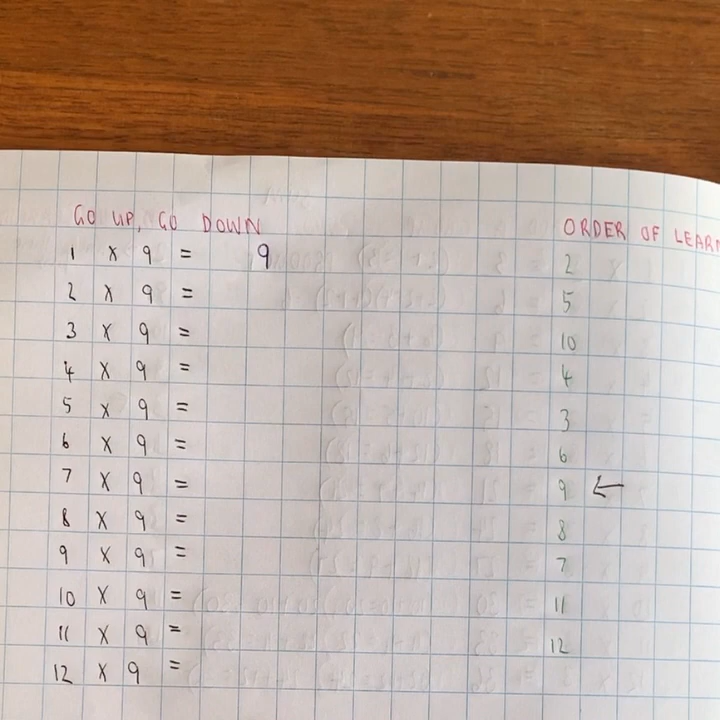 GO UP, GO DOWN
1 x 9 = 9
2 x 9 =
3 x 9 =
4 x 9 =
5 x 9 =
6 x 9 =
7 x 9 =
8 x 9 =
9 x 9 =
10 x 9 =
11 x 9 =
12 x 9 =
ORDER OF
2
5
10
4
3
6
9 ←
8
7
11
12